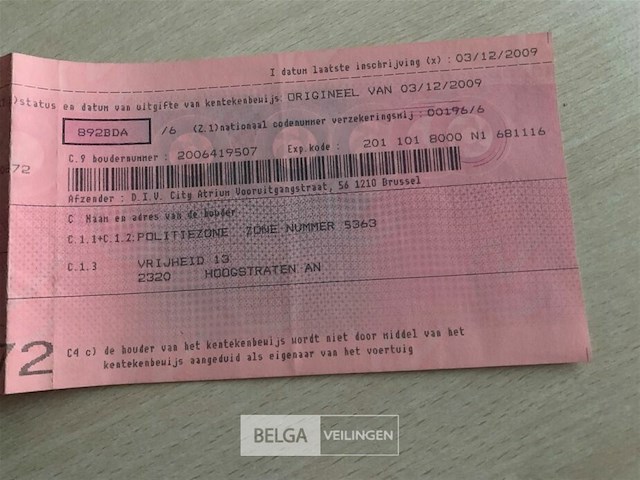 I datum laatste inschrijving (x) : 03/12/2009
)status en datum van uitgifte van kentekenbewijs: ORIGINEEL VAN 03/12/2009
B92BDA /6 (Z.1)nationaal codenummer verzekeringsmij : 00196/6
C.9 houdernummer : 2006419507 Exp.kode : 201 101 8000 N1 681116
072
Afzender : D.I.V. City Atrium Vooruitgangstraat, 56 1210 Brussel
C Naam en adres van de houder
C.1.1+C.1.2: POLITIEZONE ZONE NUMMER 5363
C.1.3 VRIJHEID 13
2320 HOOGSTRATEN AN
72
C4 c) de houder van het kentekenbewijs wordt niet door middel van het
kentekenbewijs aangeduid als eigenaar van het voertuig
BELGA VEILINGEN